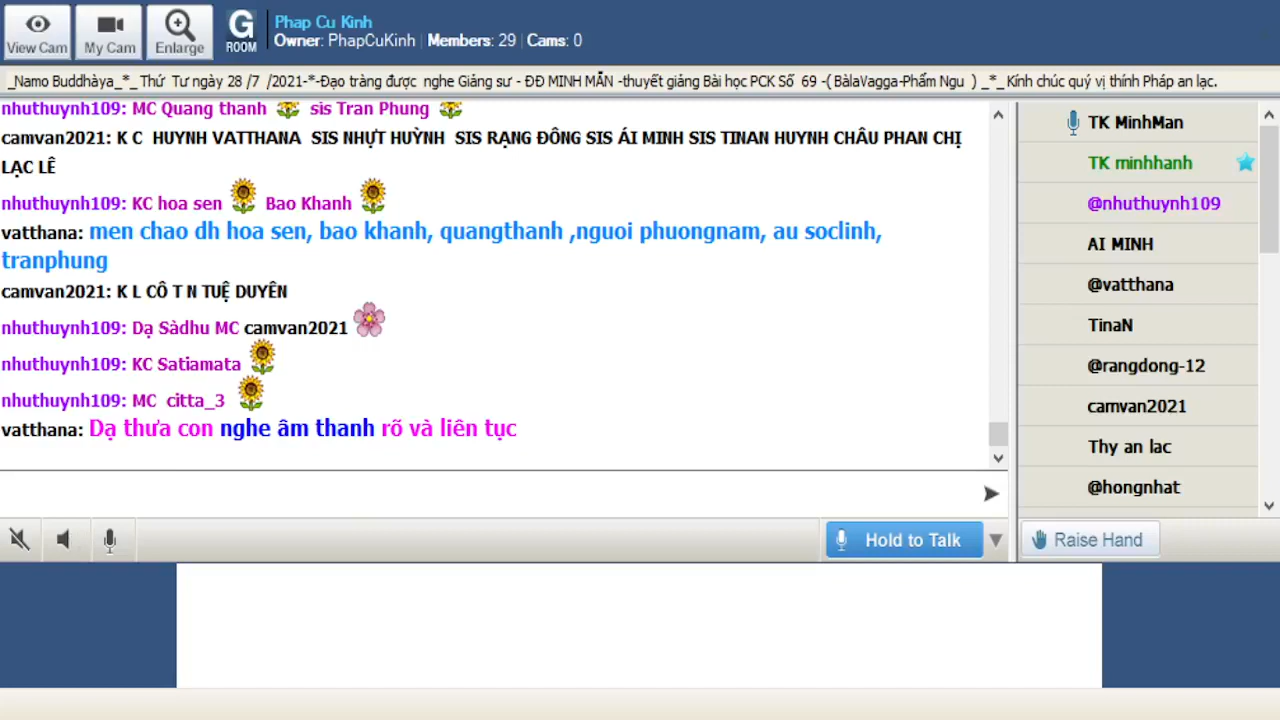 View Cam
My Cam
Enlarge
G
ROOM
Phap Cu Kinh
Owner: PhapCuKinh | Members: 29 | Cams: 0
_Namo Buddhàya_*_ Thứ Tư ngày 28 /7 /2021-*-Đạo tràng được nghe Giảng sư - ĐĐ MINH MẪN -thuyết giảng Bài học PCK Số 69 -( BàlaVagga-Phẩm Ngu ) _*_ Kính chúc quý vị thính Pháp an lạc.
nhuthuynh109: MC Quang thanh sis Tran Phung
camvan2021: K C HUYNH VATTHANA SIS NHỰT HUỲNH SIS RẠNG ĐÔNG SIS ÁI MINH SIS TINAN HUYNH CHÂU PHAN CHỊ
LẠC LÊ
nhuthuynh109: KC hoa sen Bao Khanh
vatthana: men chao dh hoa sen, bao khanh, quangthanh ,nguoi phuongnam, au soclinh,
tranphung
camvan2021: K L CÔ T N TUỆ DUYÊN
nhuthuynh109: Dạ Sàdhu MC camvan2021
nhuthuynh109: KC Satiamata
nhuthuynh109: MC citta_3
vatthana: Dạ thưa con nghe âm thanh rõ và liên tục
TK MinhMan
TK minhhanh
@nhuthuynh109
AI MINH
@vatthana
TinaN
@rangdong-12
camvan2021
Thy an lac
@hongnhat
Hold to Talk
Raise Hand